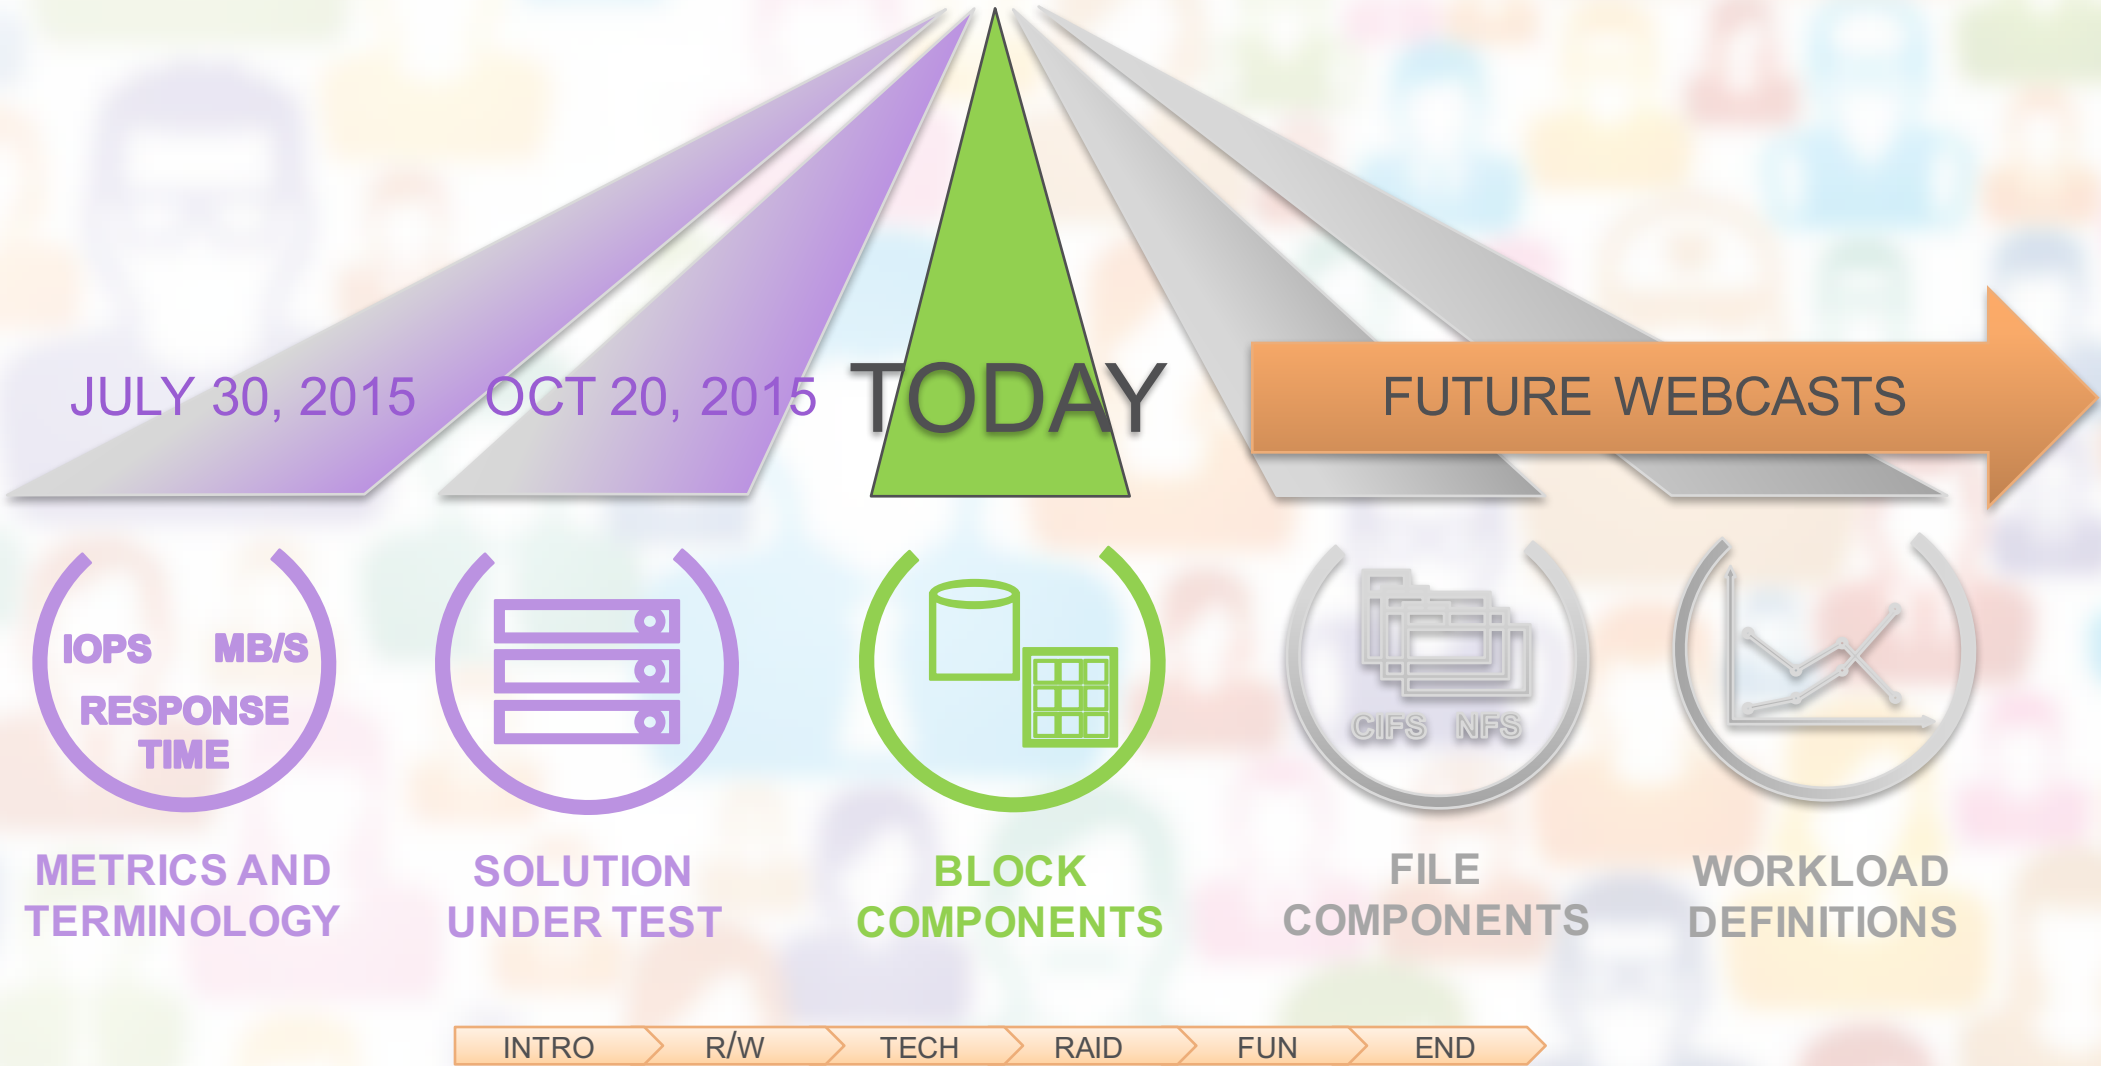 JULY 30, 2015
OCT 20, 2015
TODAY
FUTURE WEBCASTS
IOPS MB/S
RESPONSE
TIME
CIFS NFS
METRICS AND
TERMINOLOGY
SOLUTION
UNDER TEST
BLOCK
COMPONENTS
FILE
COMPONENTS
WORKLOAD
DEFINITIONS
INTRO
R/W
TECH
RAID
FUN
END